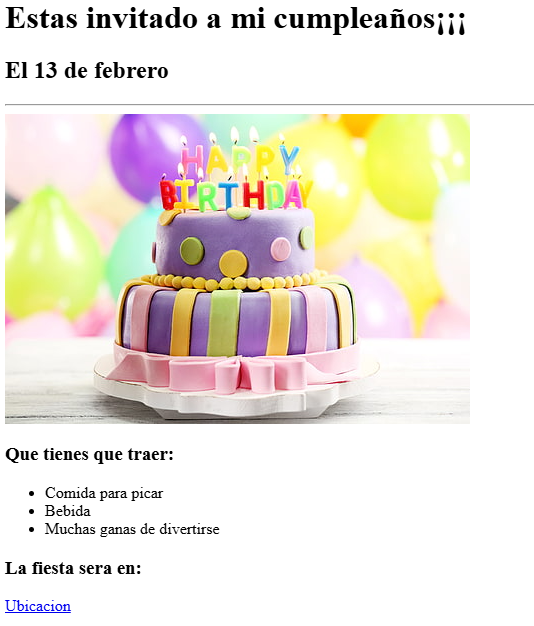 Estas invitado a mi cumpleaños¡¡¡
El 13 de febrero
HAPPY
BIRTHDAY
Que tienes que traer:
Comida para picar
Bebida
Muchas ganas de divertirse
La fiesta sera en:
Ubicacion